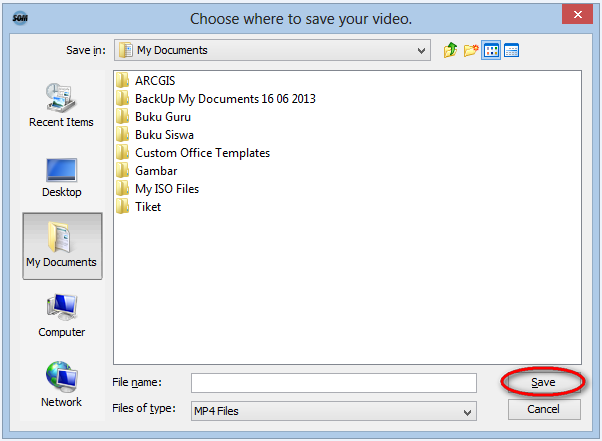 som
Choose where to save your video.
Save in: My Documents
Recent Items
Desktop
My Documents
Computer
Network
ARCGIS
BackUp My Documents 16 06 2013
Buku Guru
Buku Siswa
Custom Office Templates
Gambar
My ISO Files
Tiket
File name:
Save
Files of type: MP4 Files
Cancel